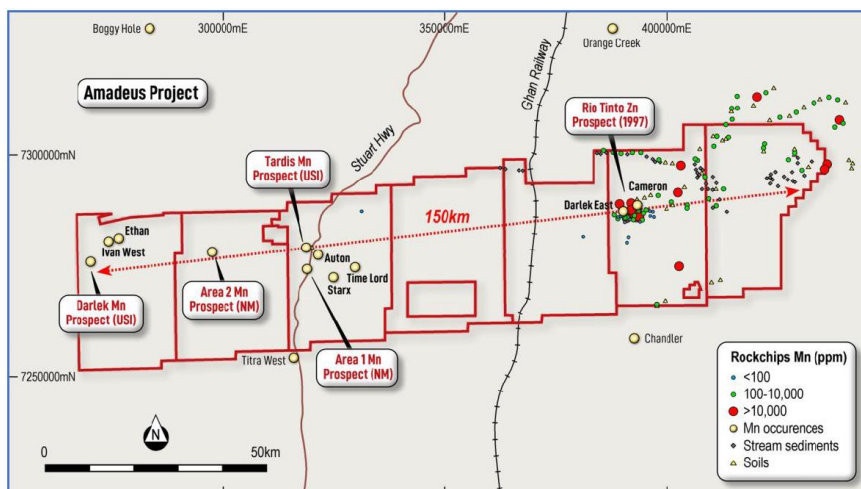 Boggy Hole
300000mE
350000mE
400000mE
Orange Creek
Amadeus Project
Stuart Hwy
Ghan Railway
Rio Tinto Zn
Prospect (1997)
7300000mN
Tardis Mn
Prospect (USI)
Cameron
Darlek East
150km
Ethan
Ivan West
Auton
Time Lord
Starx
Darlek Mn
Prospect (USI)
Area 2 Mn
Prospect (NM)
Area 1 Mn
Prospect (NM)
Titra West
Chandler
7250000mN
Rockchips Mn (ppm)
<100
100-10,000
>10,000
Mn occurences
Stream sediments
Soils
N
0
50km